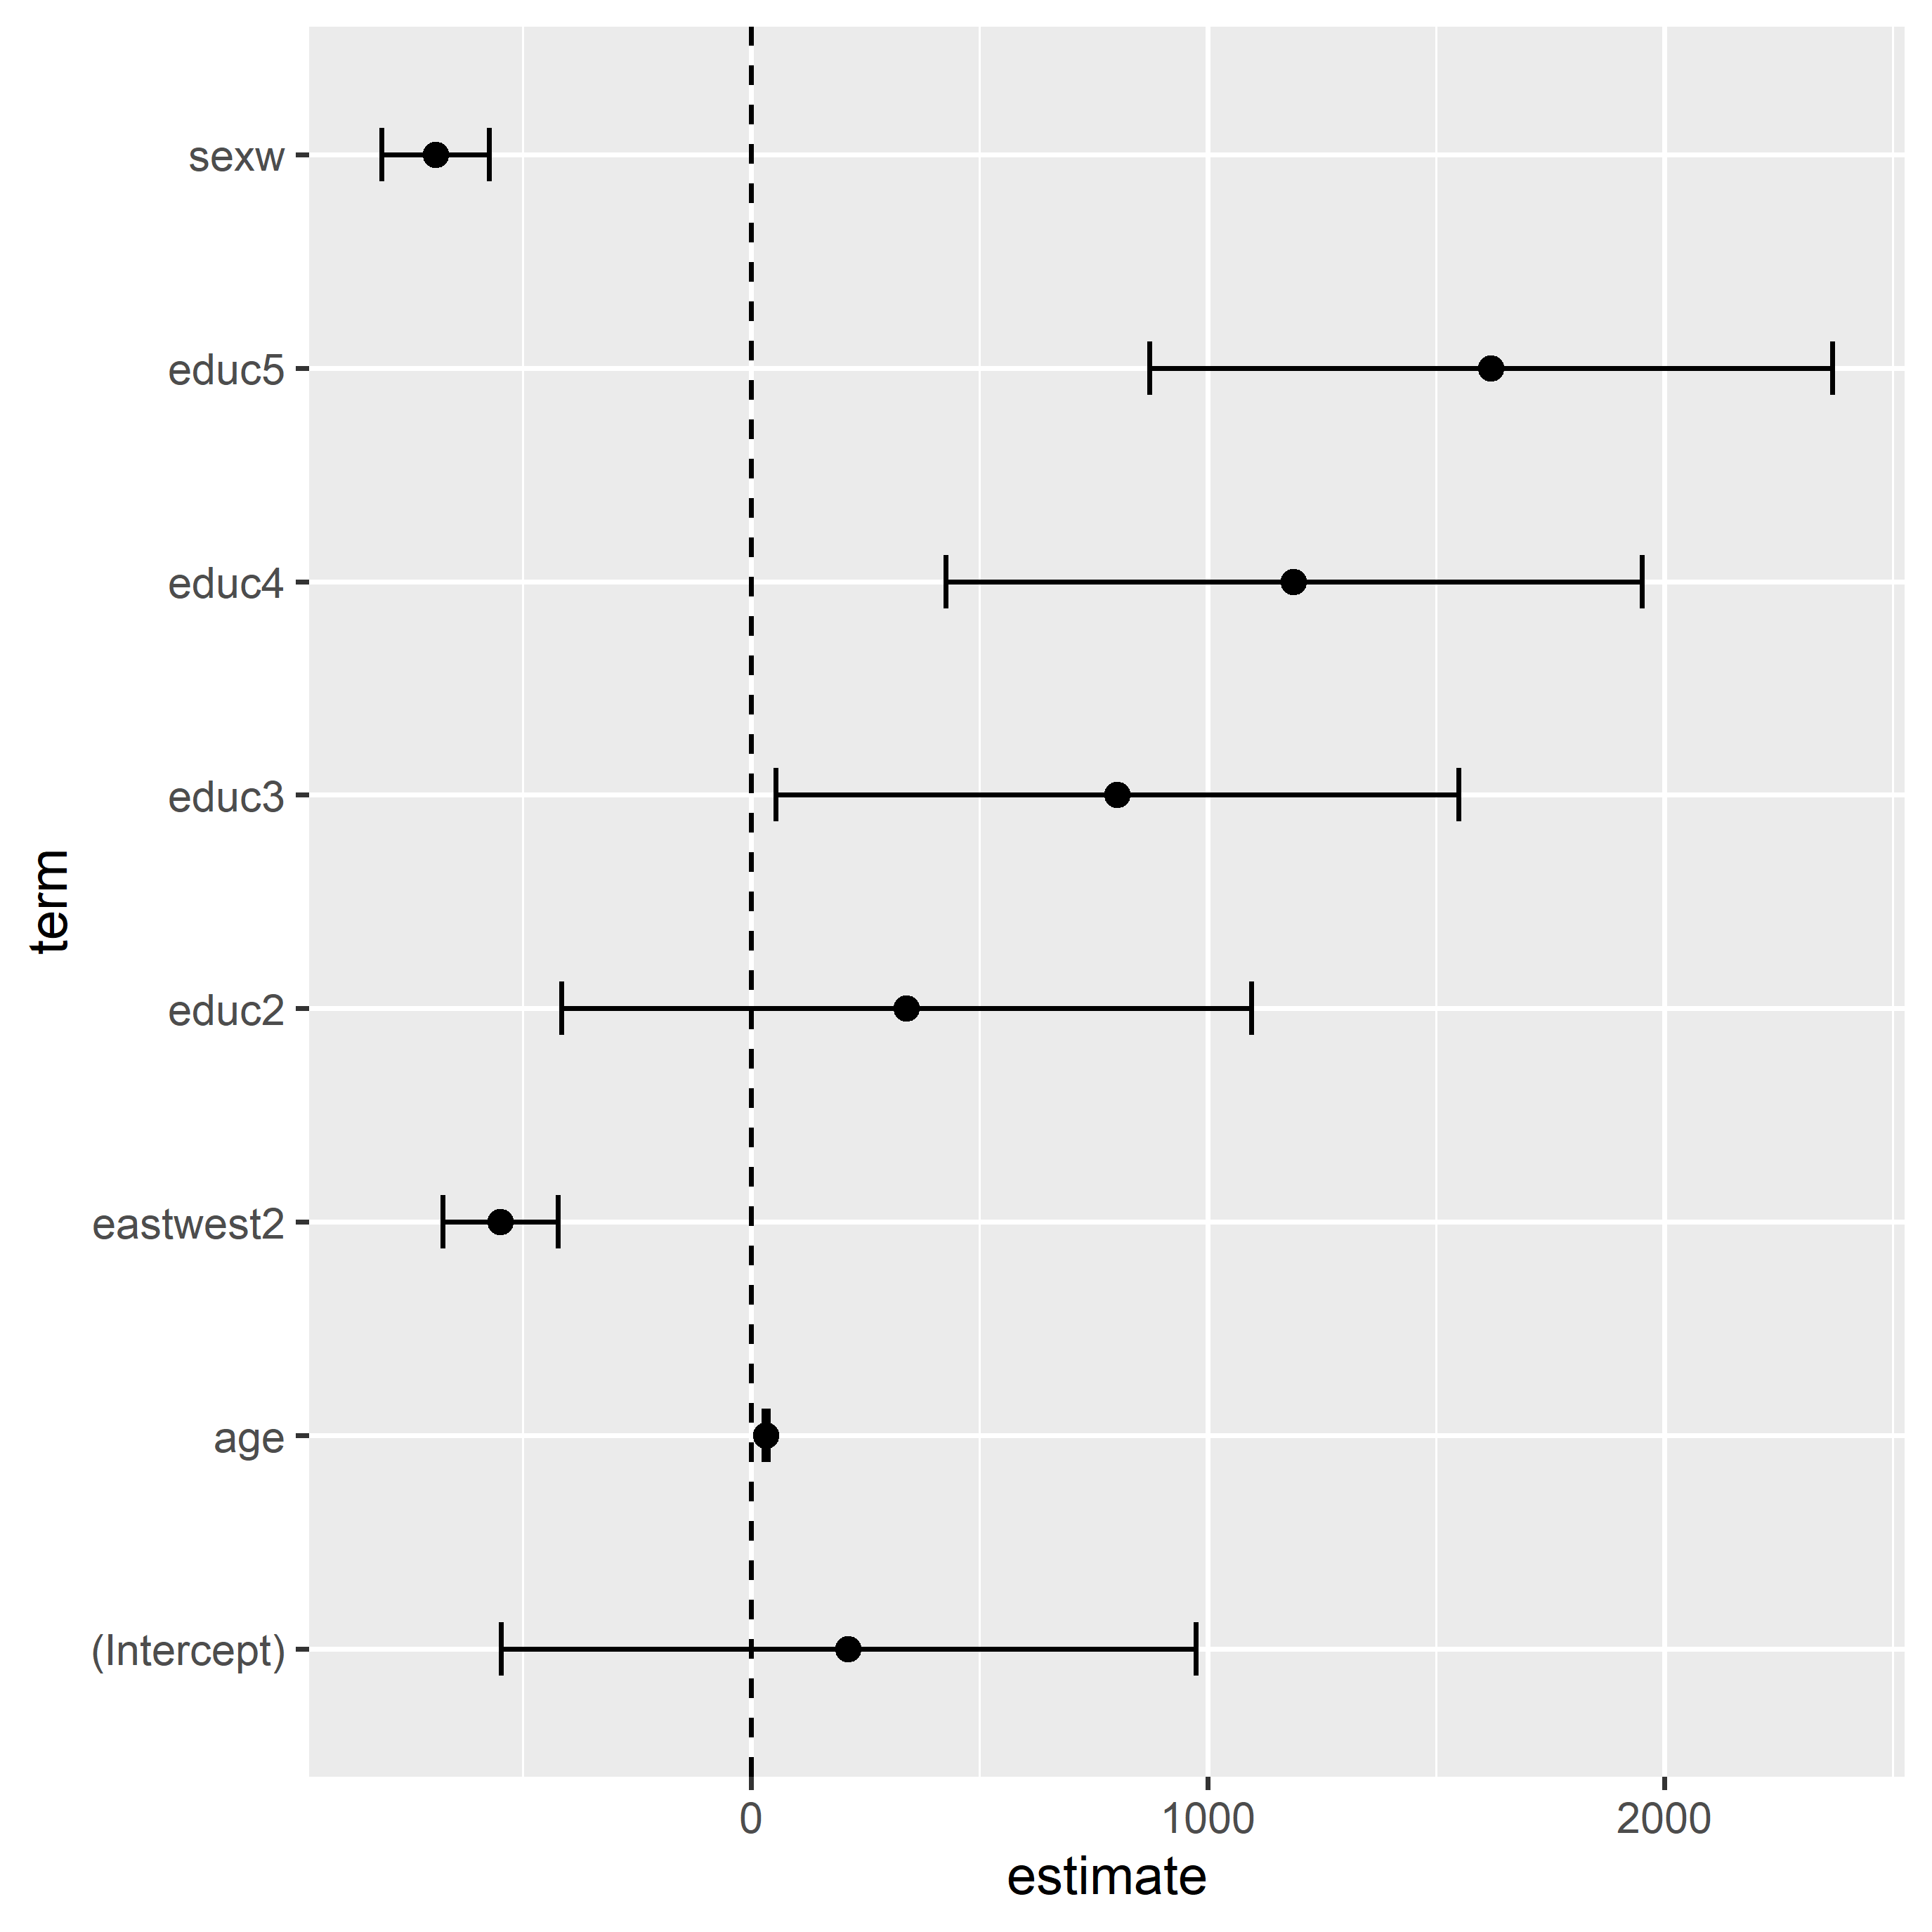 sexw
educ5
educ4
educ3
educ2
eastwest2
age
(Intercept)
term
0 1000 2000
estimate